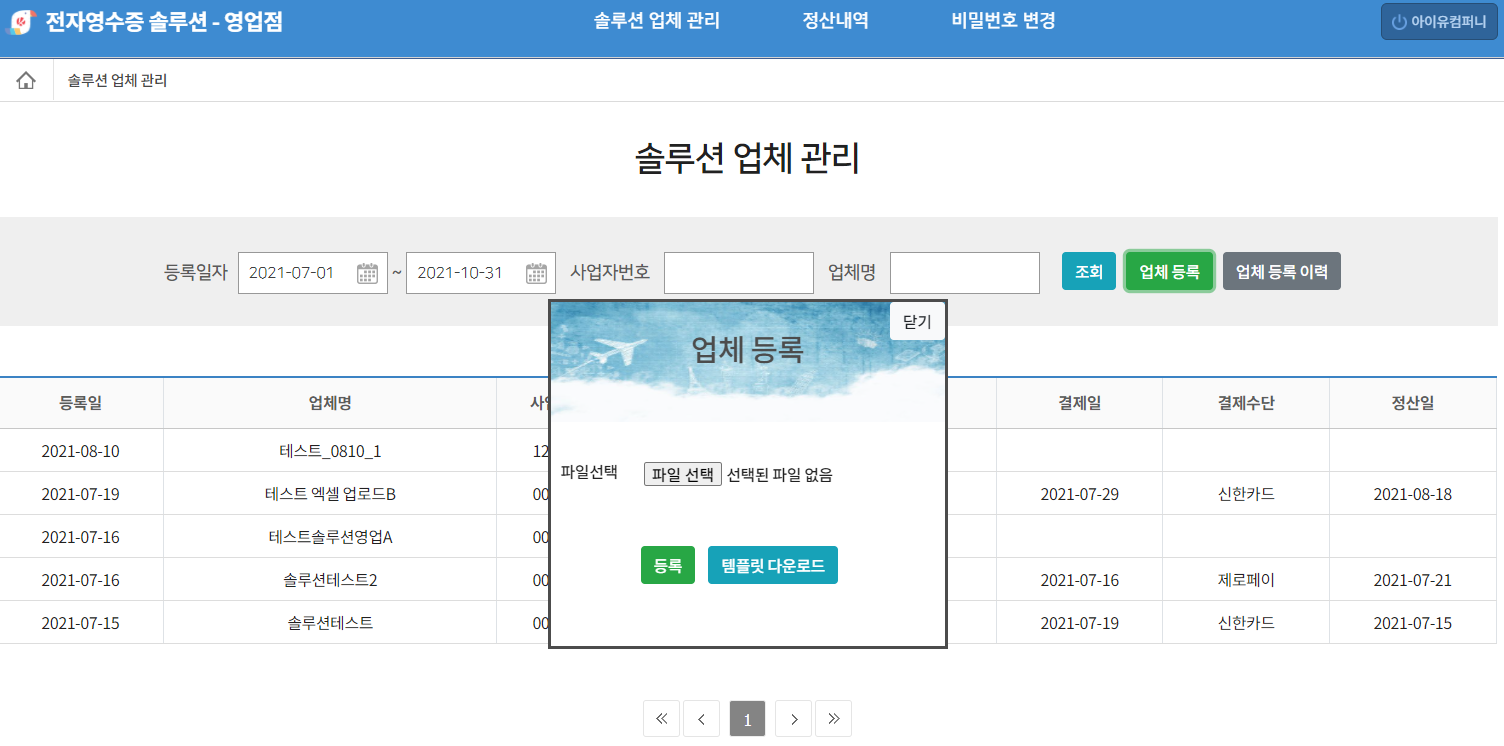 전자영수증 솔루션 - 영업점 솔루션 업체 관리 정산내역 비밀번호 변경 아이유컴퍼니
솔루션 업체 관리
솔루션 업체 관리
등록일자 2021-07-01 ~ 2021-10-31 사업자번호 업체명 조회 업체 등록 업체 등록 이력
닫기
업체 등록
파일선택 파일 선택 선택된 파일 없음
등록 템플릿 다운로드
등록일 업체명 결제일 결제수단 정산일
2021-08-10 테스트_0810_1 12
2021-07-19 테스트 엑셀 업로드B 00 2021-07-29 신한카드 2021-08-18
2021-07-16 테스트솔루션영업A 00
2021-07-16 솔루션테스트2 00 2021-07-16 제로페이 2021-07-21
2021-07-15 솔루션테스트 00 2021-07-19 신한카드 2021-07-15
1